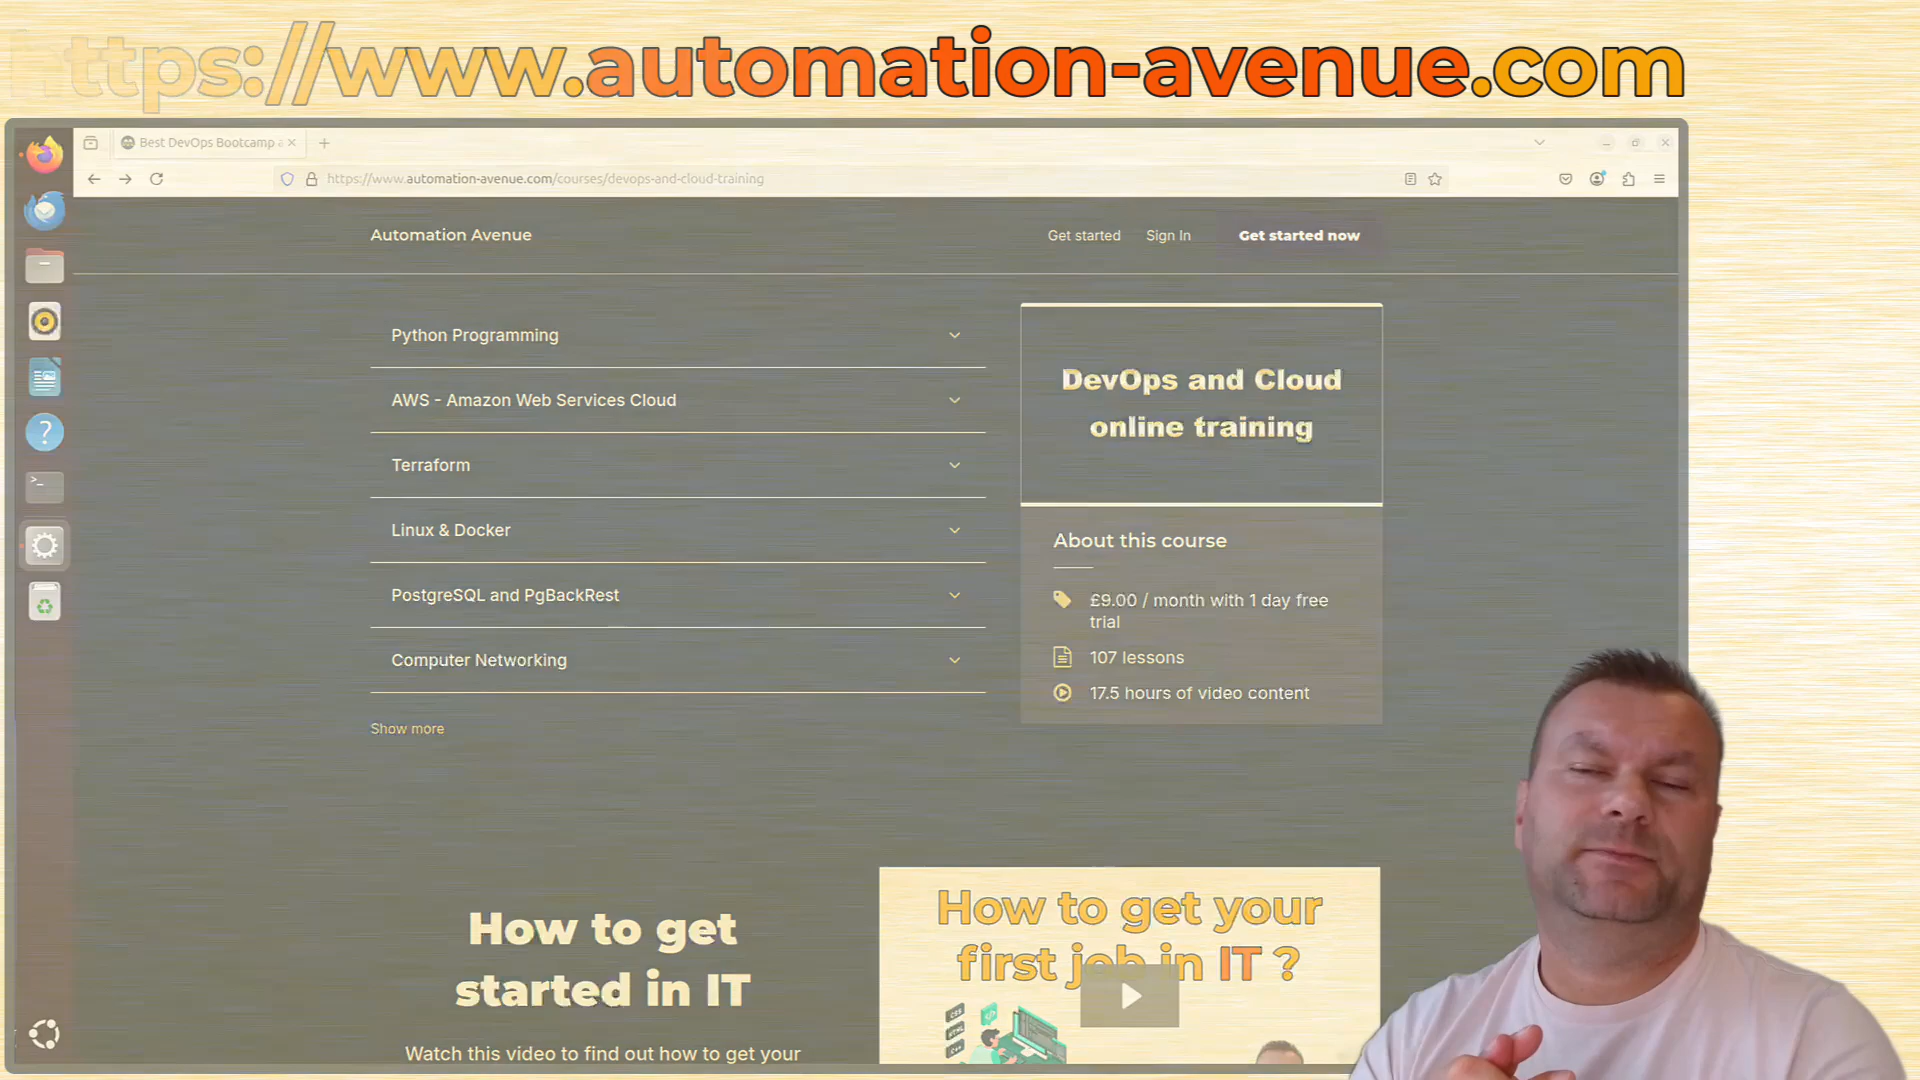 https://www.automation-avenue.com
Best DevOps Bootcamp a
https://www.automation-avenue.com/courses/devops-and-cloud-training
Automation Avenue
Get started
Sign In
Get started now
Python Programming
AWS - Amazon Web Services Cloud
Terraform
Linux & Docker
PostgreSQL and PgBackRest
Computer Networking
Show more
DevOps and Cloud
online training
About this course
£9.00 / month with 1 day free
trial
107 lessons
17.5 hours of video content
How to get
started in IT
Watch this video to find out how to get your
How to get your
first job in IT ?
CSS
HTML
C++